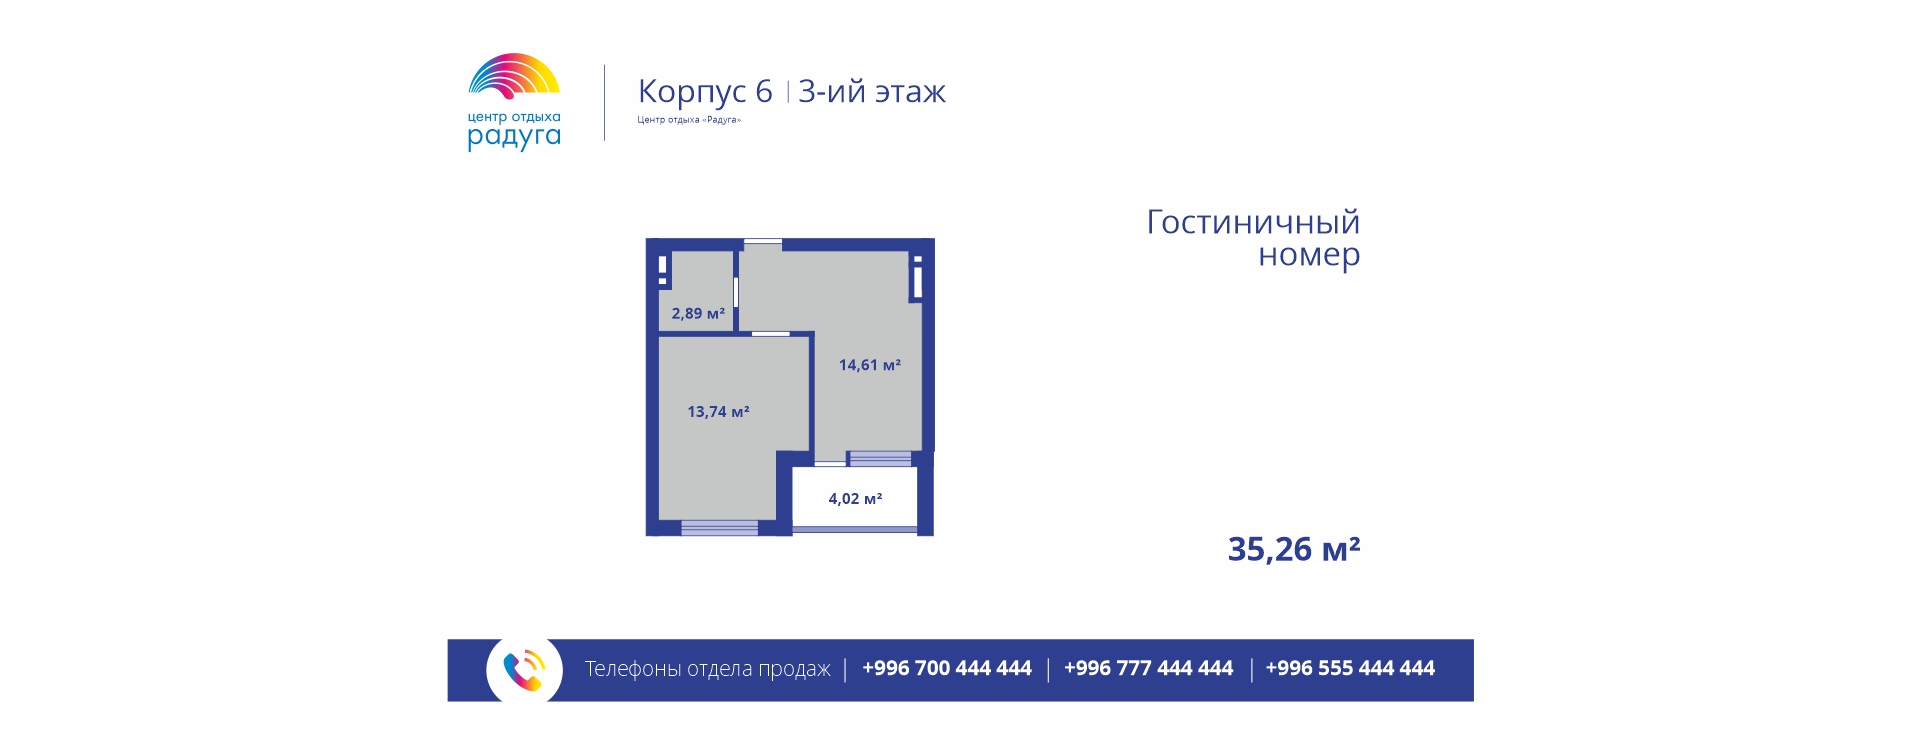 центр отдыха
радуга
Корпус 6 | 3-ий этаж
Центр отдыха «Радуга»
Гостиничный
номер
2,89 м²
14,61 м²
13,74 м²
4,02 м²
35,26 м²
Телефоны отдела продаж | +996 700 444 444 | +996 777 444 444 | +996 555 444 444